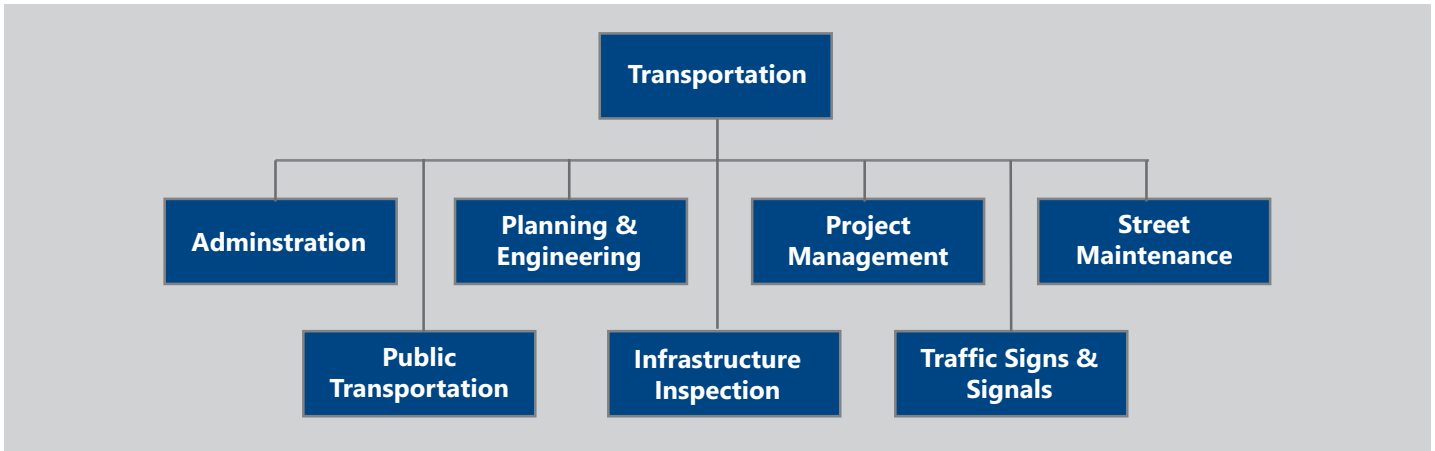 Transportation
Adminstration
Planning &
Engineering
Project
Management
Street
Maintenance
Public
Transportation
Infrastructure
Inspection
Traffic Signs &
Signals